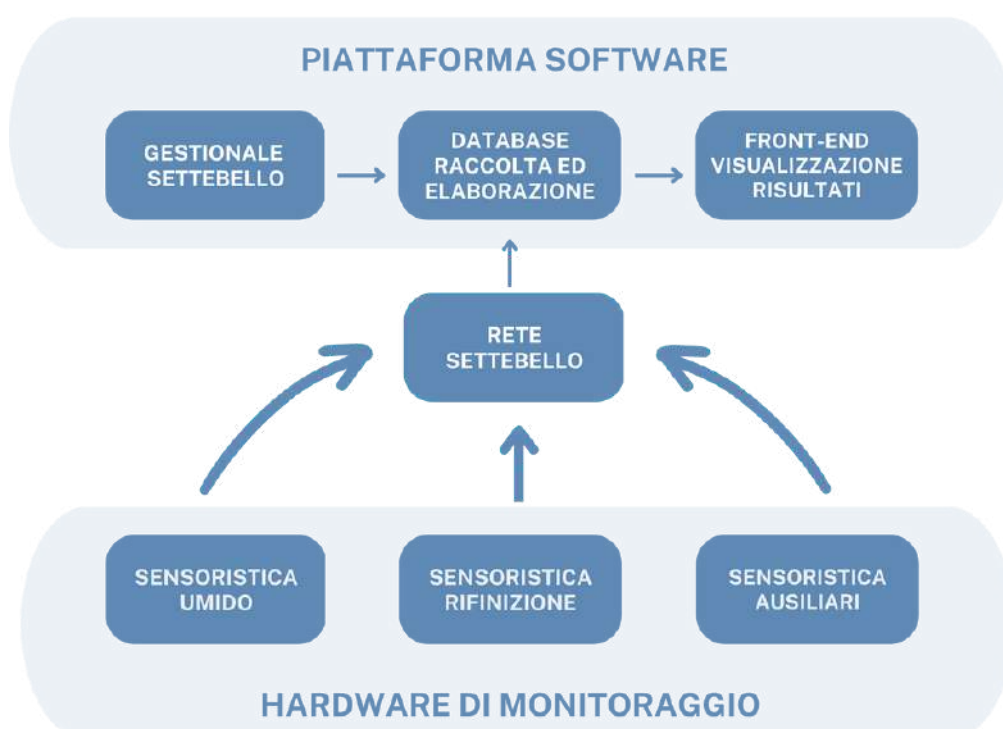 PIATTAFORMA SOFTWARE
GESTIONALE
SETTEBELLO
DATABASE
RACCOLTA ED
ELABORAZIONE
FRONT-END
VISUALIZZAZIONE
RISULTATI
RETE
SETTEBELLO
SENSORISTICA
UMIDO
SENSORISTICA
RIFINIZIONE
SENSORISTICA
AUSILIARI
HARDWARE DI MONITORAGGIO